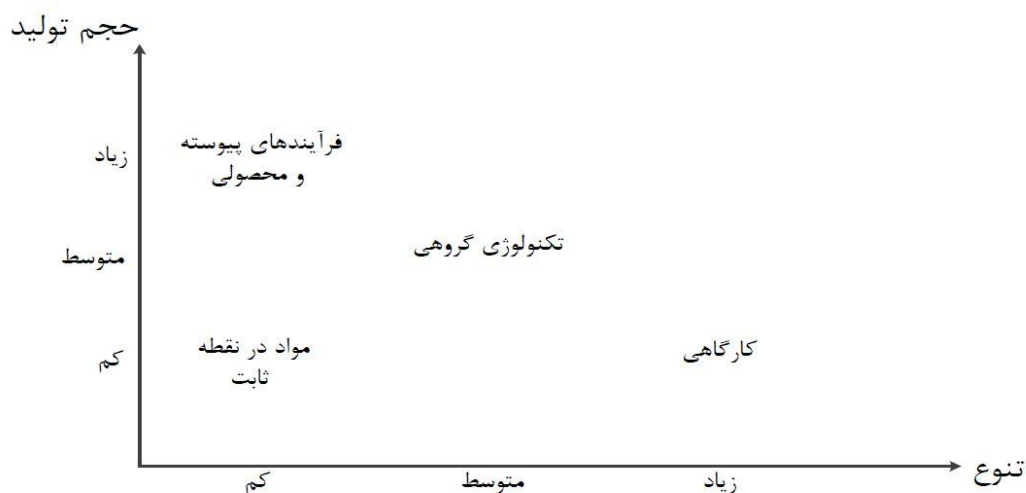 حجم تولید
زیاد
فرآیندهای پیوسته
و محصولی
متوسط
تکنولوژی گروهی
کم
مواد در نقطه
ثابت
کارگاهی
کم
متوسط
زیاد
تنوع